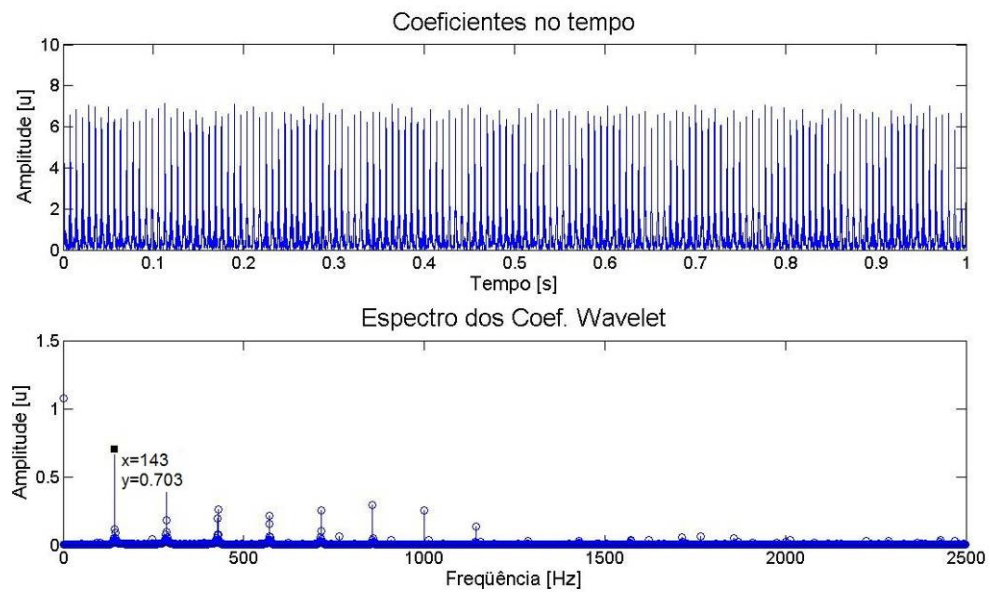 Coeficientes no tempo
10
8
6
4
2
0
Amplitude [u]
0 0.1 0.2 0.3 0.4 0.5 0.6 0.7 0.8 0.9 1
Tempo [s]
Espectro dos Coef. Wavelet
1.5
1
0.5
0
Amplitude [u]
x=143
y=0.703
0 500 1000 1500 2000 2500
Freqüência [Hz]